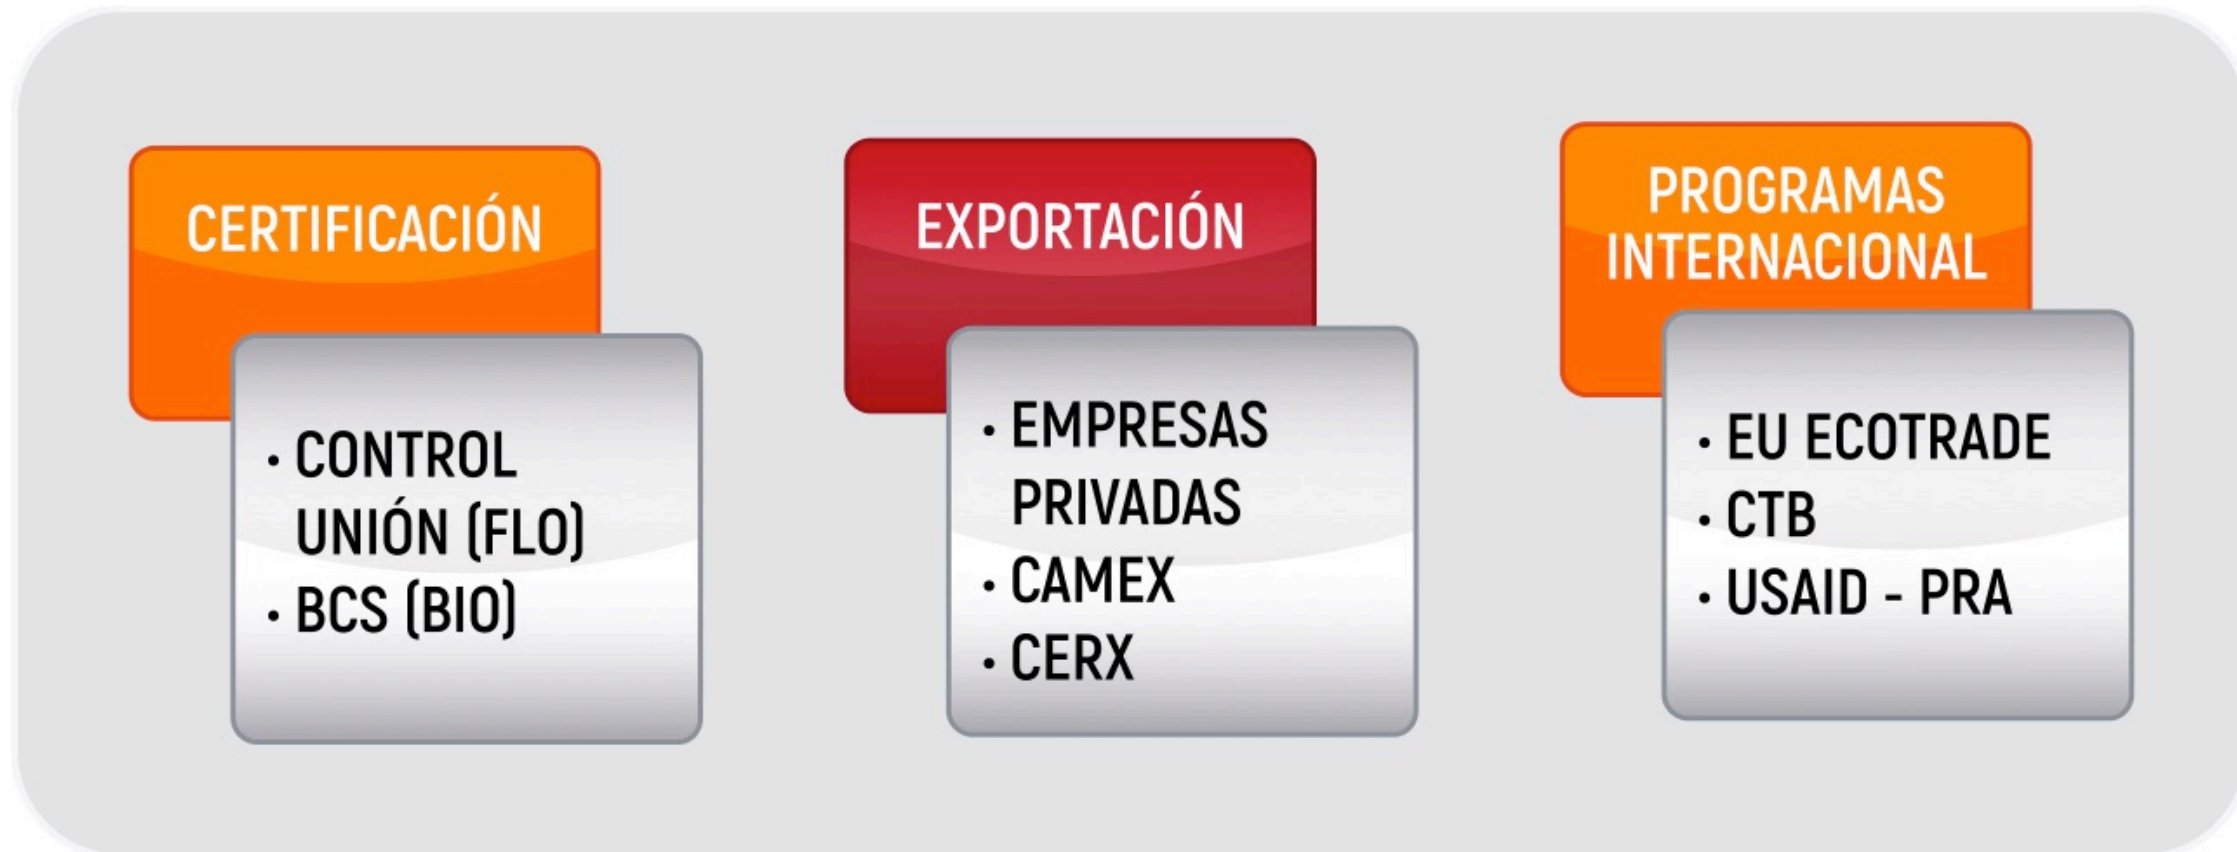 CERTIFICACIÓN
· CONTROL
UNIÓN (FLO)
· BCS (BIO)
EXPORTACIÓN
· EMPRESAS
PRIVADAS
· CAMEX
· CERX
PROGRAMAS
INTERNACIONAL
· EU ECOTRADE
· CTB
· USAID - PRA